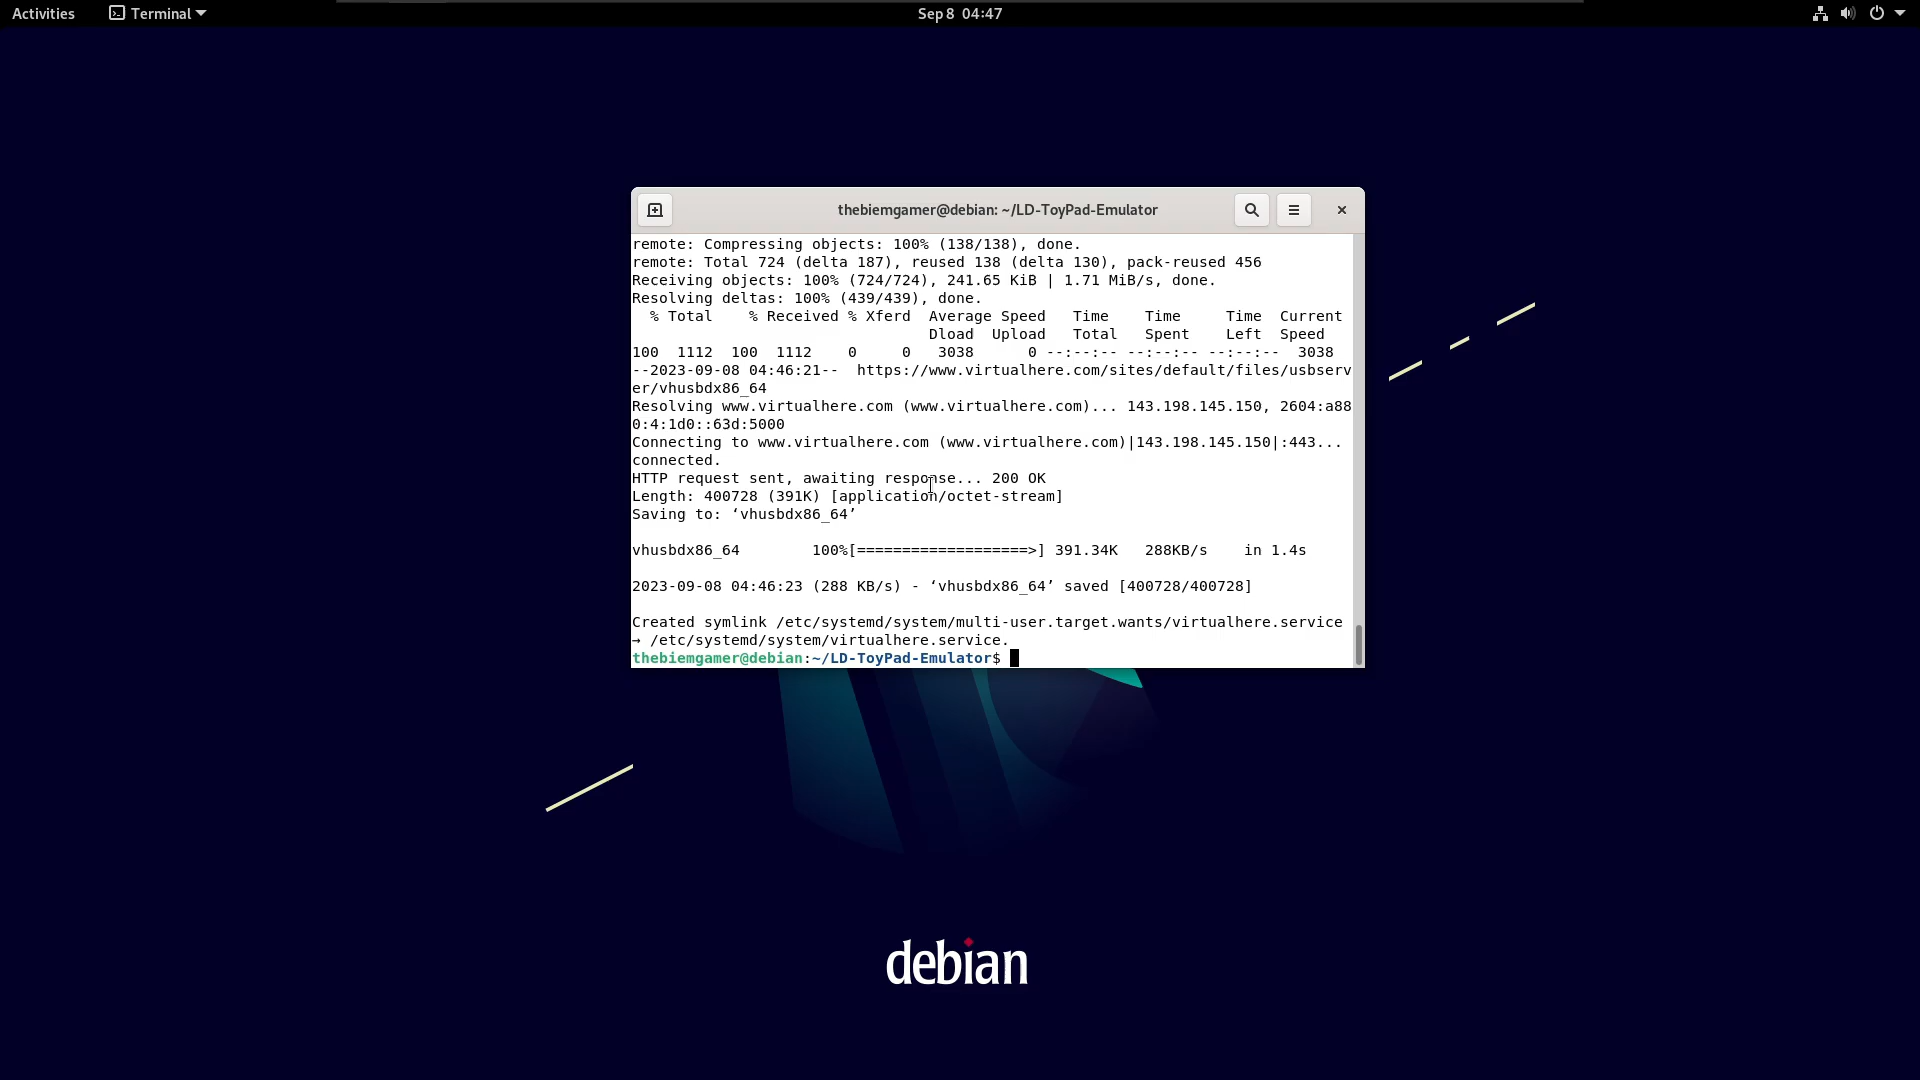 Activities
Terminal
Sep 8 04:47
thebiemgamer@debian: ~/LD-ToyPad-Emulator
remote: Compressing objects: 100% (138/138), done.
remote: Total 724 (delta 187), reused 138 (delta 130), pack-reused 456
Receiving objects: 100% (724/724), 241.65 KiB | 1.71 MiB/s, done.
Resolving deltas: 100% (439/439), done.
  % Total    % Received % Xferd  Average Speed   Time    Time     Time  Current
                                 Dload  Upload   Total   Spent    Left  Speed
100  1112  100  1112    0     0   3038      0 --:--:-- --:--:-- --:--:--  3038
--2023-09-08 04:46:21--  https://www.virtualhere.com/sites/default/files/usbserv
er/vhusbdx86_64
Resolving www.virtualhere.com (www.virtualhere.com)... 143.198.145.150, 2604:a88
0:4:1d0::63d:5000
Connecting to www.virtualhere.com (www.virtualhere.com)|143.198.145.150|:443...
connected.
HTTP request sent, awaiting response... 200 OK
Length: 400728 (391K) [application/octet-stream]
Saving to: ‘vhusbdx86_64’
vhusbdx86_64        100%[===================>] 391.34K   288KB/s    in 1.4s
2023-09-08 04:46:23 (288 KB/s) - ‘vhusbdx86_64’ saved [400728/400728]
Created symlink /etc/systemd/system/multi-user.target.wants/virtualhere.service
→ /etc/systemd/system/virtualhere.service.
thebiemgamer@debian:~/LD-ToyPad-Emulator$
debian